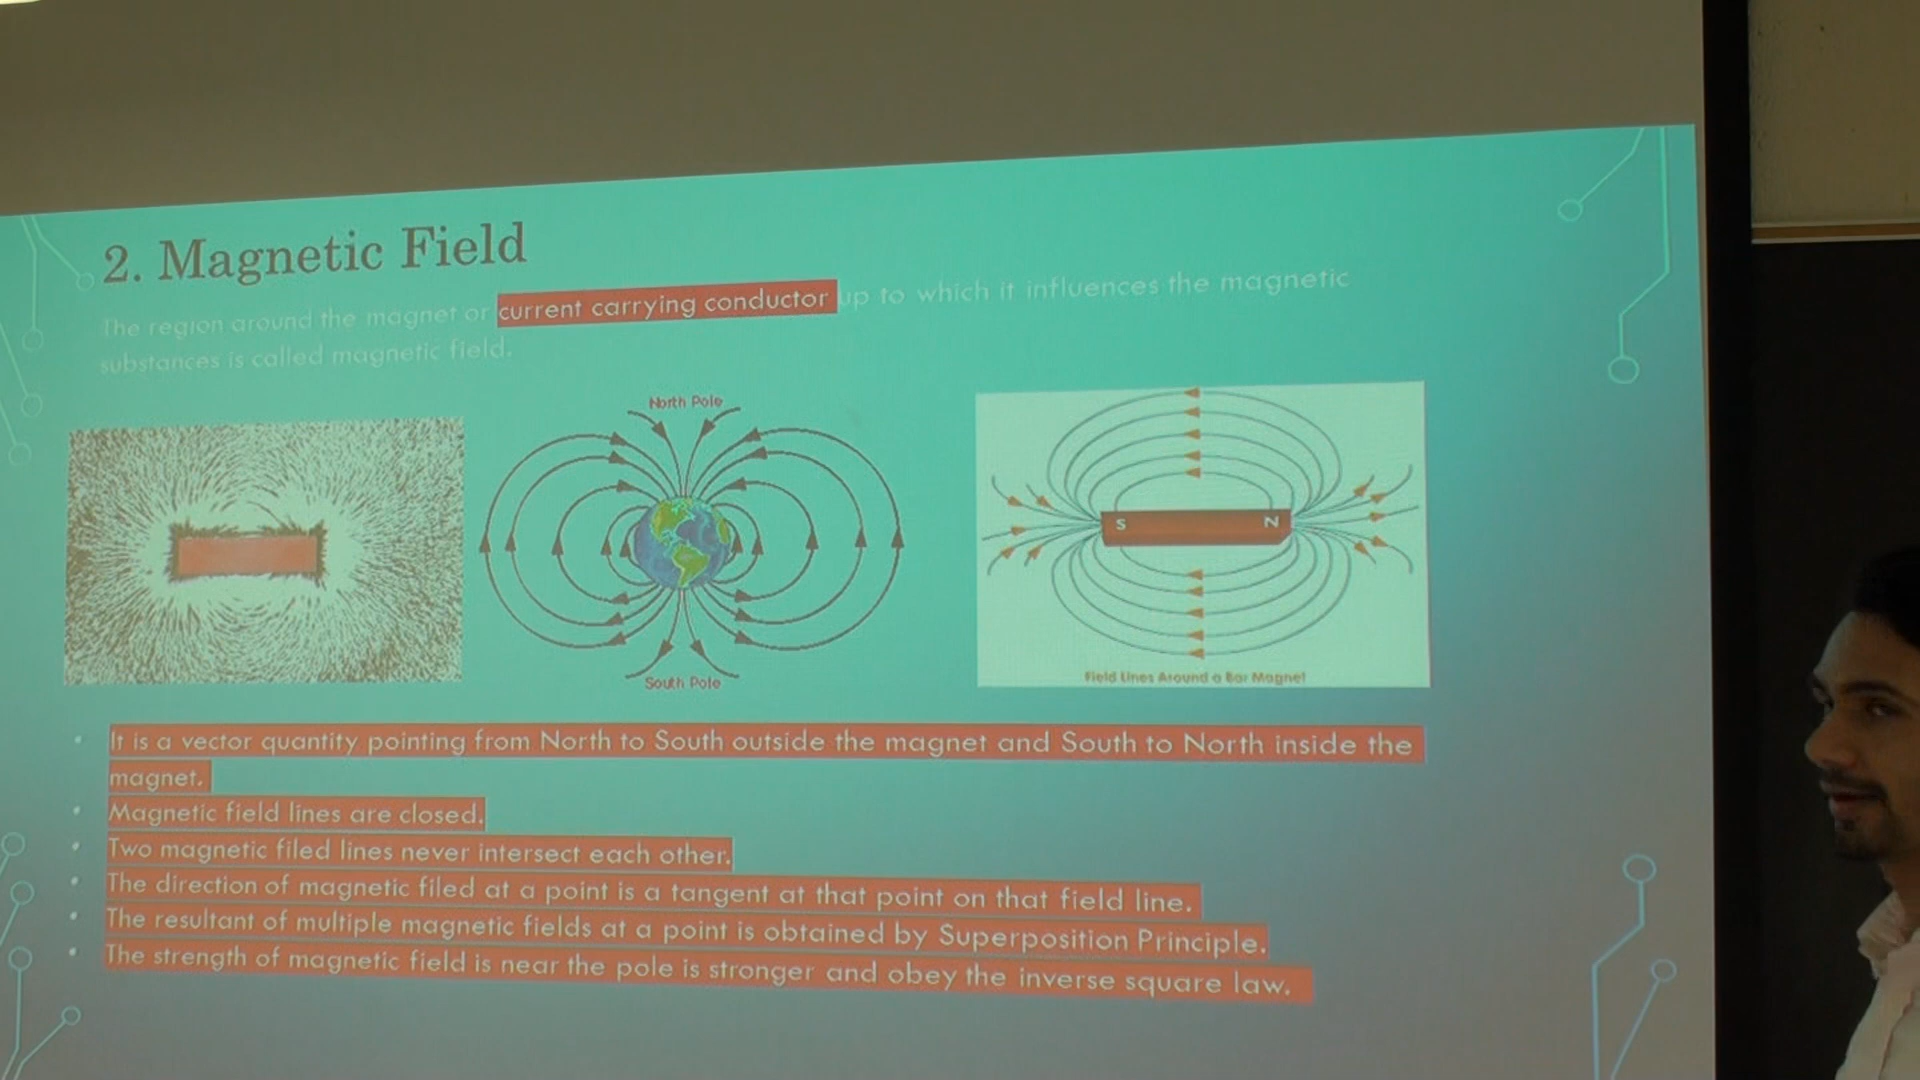 2. Magnetic Field
The region around the magnet or current carrying conductor up to which it influences the magnetic
substances is called magnetic field.
North Pole
South Pole
S N
Field Lines Around a Bar Magnet
• It is a vector quantity pointing from North to South outside the magnet and South to North inside the
magnet.
• Magnetic field lines are closed.
• Two magnetic filed lines never intersect each other.
• The direction of magnetic filed at a point is a tangent at that point on that field line.
• The resultant of multiple magnetic fields at a point is obtained by Superposition Principle.
• The strength of magnetic field is near the pole is stronger and obey the inverse square law.